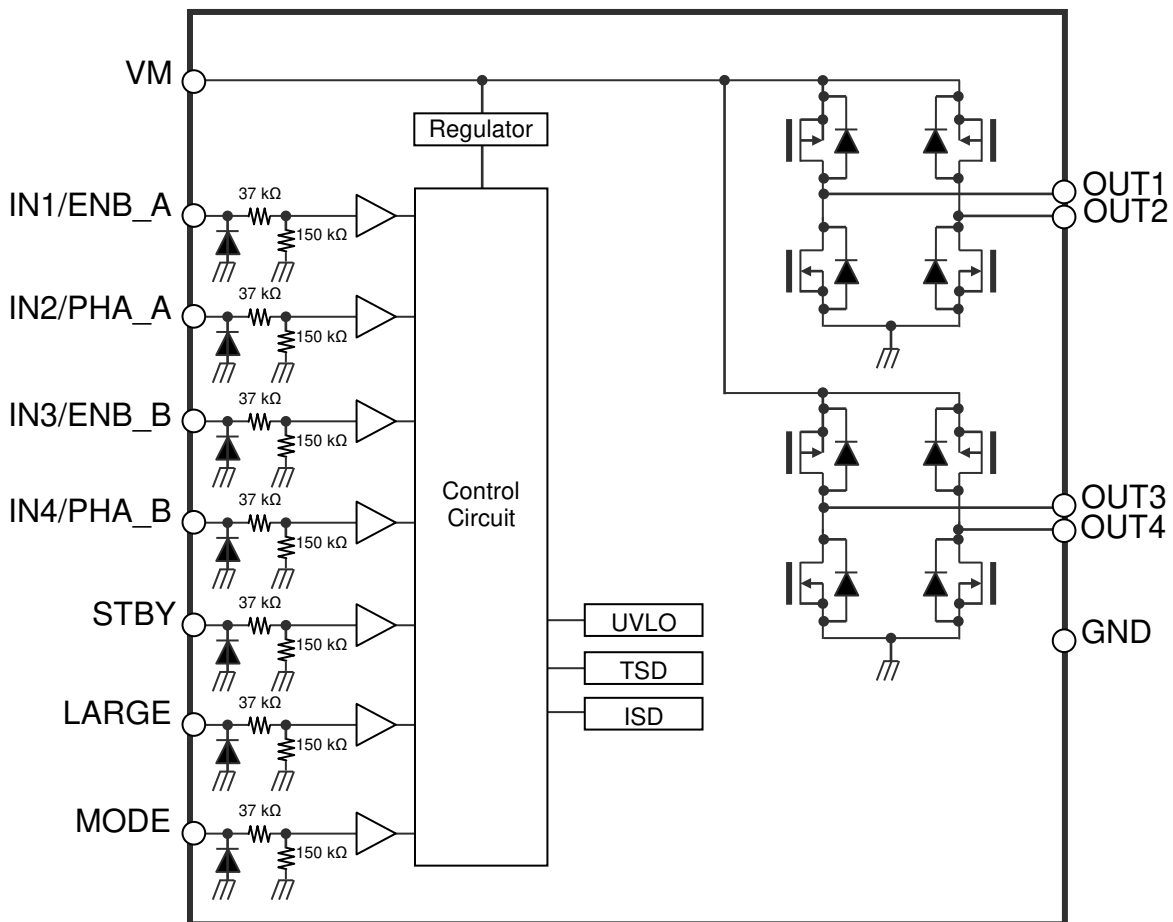 VM
Regulator
IN1/ENB_A
37 kΩ
150 kΩ
OUT1
OUT2
IN2/PHA_A
37 kΩ
150 kΩ
IN3/ENB_B
37 kΩ
150 kΩ
Control
Circuit
IN4/PHA_B
37 kΩ
150 kΩ
OUT3
OUT4
STBY
37 kΩ
150 kΩ
UVLO
GND
TSD
LARGE
37 kΩ
150 kΩ
ISD
MODE
37 kΩ
150 kΩ